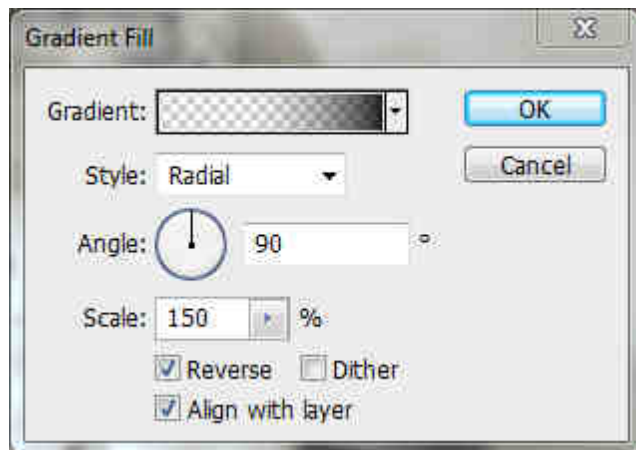 Gradient Fill
Gradient:
OK
Style: Radial
Cancel
Angle: 90 °
Scale: 150 %
Reverse Dither
Align with layer